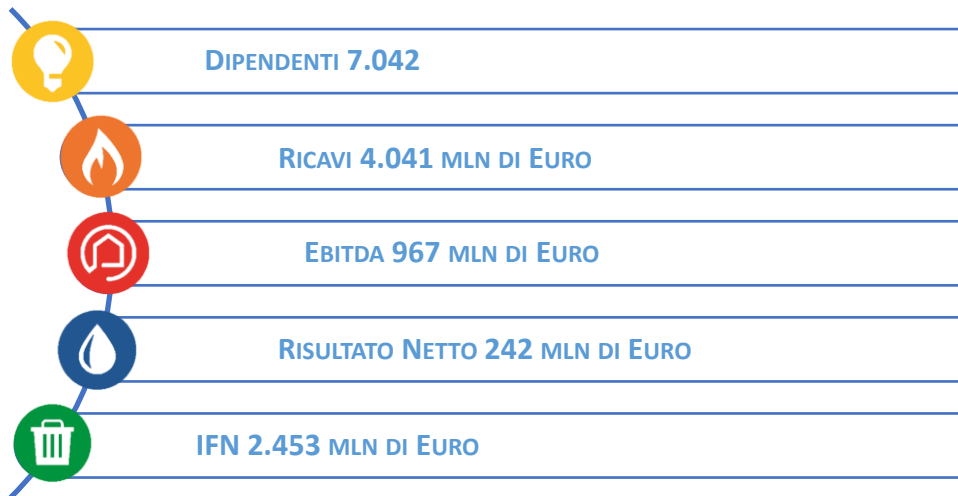 Dipendenti 7.042
Ricavi 4.041 mln di Euro
Ebitda 967 mln di Euro
Risultato Netto 242 mln di Euro
IFN 2.453 mln di Euro